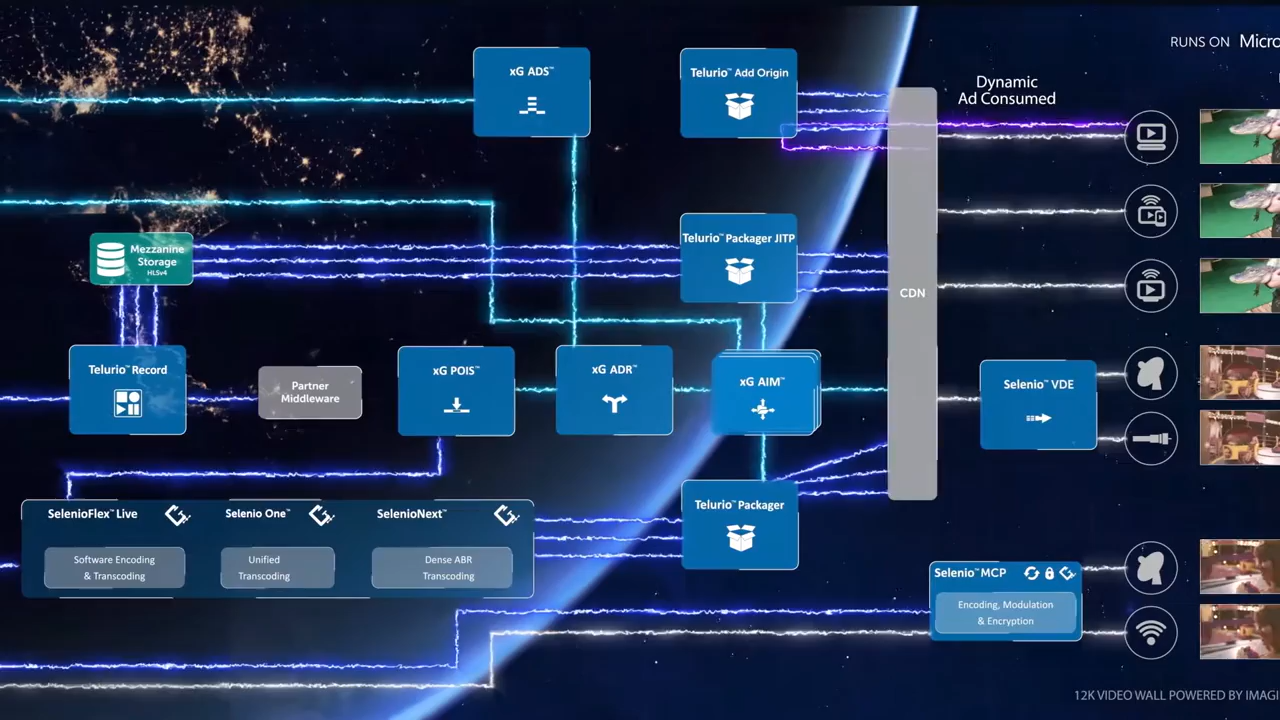 RUNS ON Micro
Dynamic
Ad Consumed
xG ADS™
Telurio™ Add Origin
Mezzanine
Storage
HLSv4
Telurio™ Packager JITP
CDN
Telurio™ Record
Partner
Middleware
xG POIS™
xG ADR™
xG AIM™
Selenio™ VDE
SelenioFlex™ Live
Software Encoding
& Transcoding
Selenio One™
Unified
Transcoding
SelenioNext™
Dense ABR
Transcoding
Telurio™ Packager
Selenio™ MCP
Encoding, Modulation
& Encryption
12K VIDEO WALL POWERED BY IMAGI